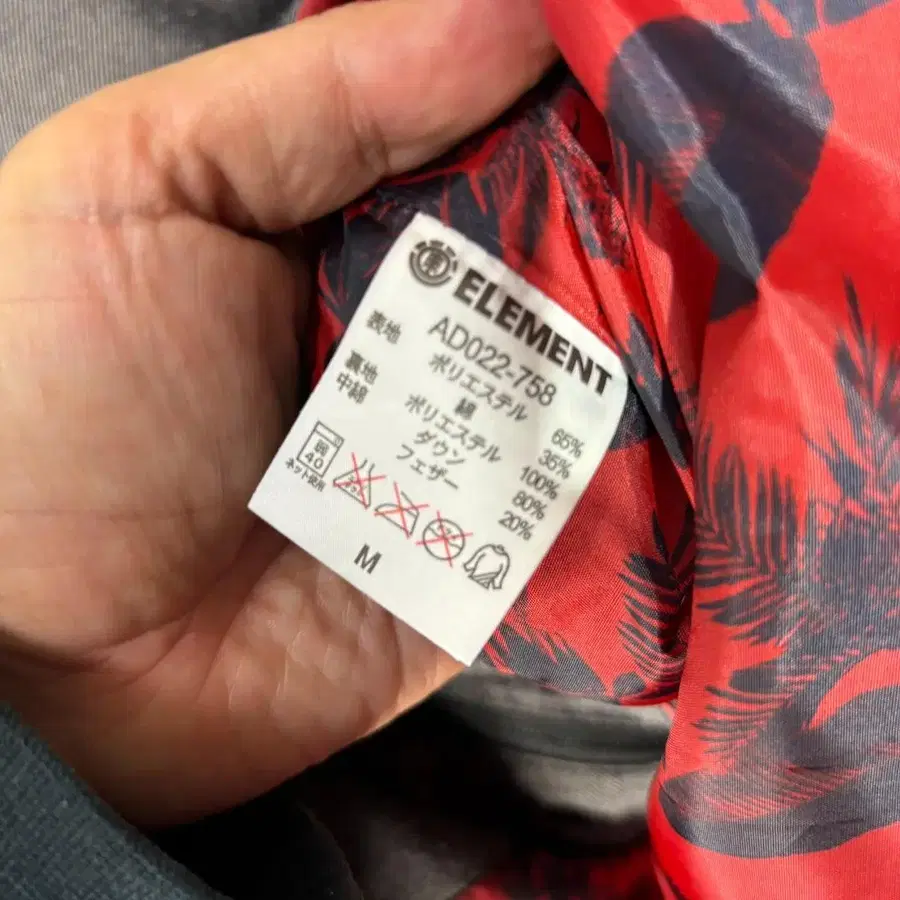 ELEMENT
AD022-758
表地 ポリエステル 65%
綿 35%
裏地 ポリエステル 100%
中綿 ダウン 80%
フェザー 20%
弱
40
ネット使用
M